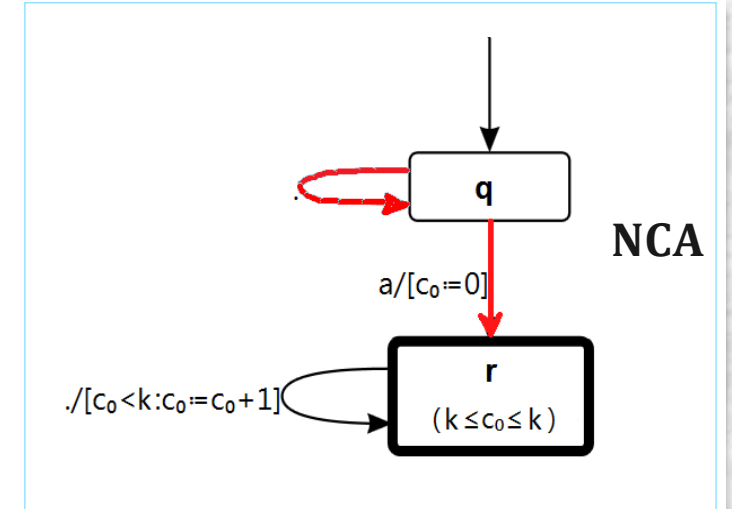 q
.
NCA
a/[c₀:=0]
r
./[c₀<k:c₀:=c₀+1]
(k≤c₀≤k)